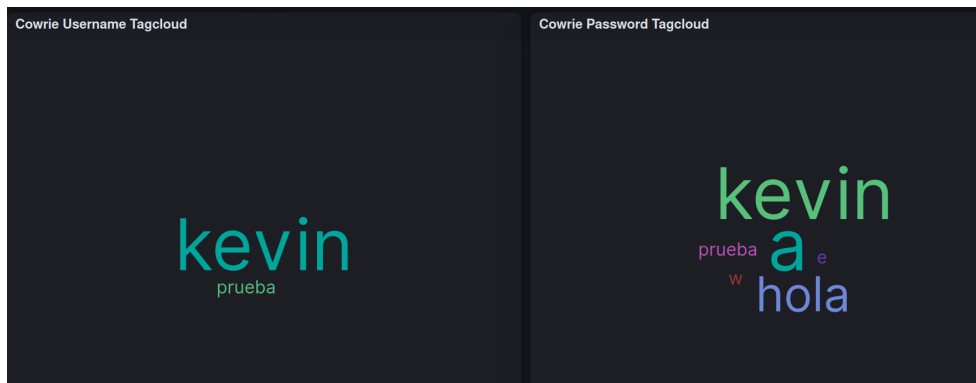 Cowrie Username Tagcloud
kevin
prueba
Cowrie Password Tagcloud
kevin
prueba a e
w
hola